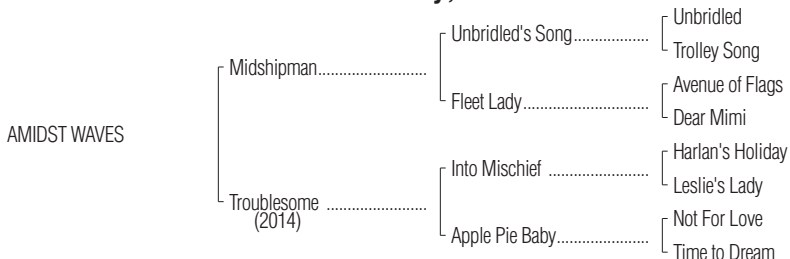 AMIDST WAVES
Midshipman..........................
Troublesome ........................
(2014)
Unbridled's Song..................
Fleet Lady..............................
Into Mischief ........................
Apple Pie Baby......................
Unbridled
Trolley Song
Avenue of Flags
Dear Mimi
Harlan's Holiday
Leslie's Lady
Not For Love
Time to Dream